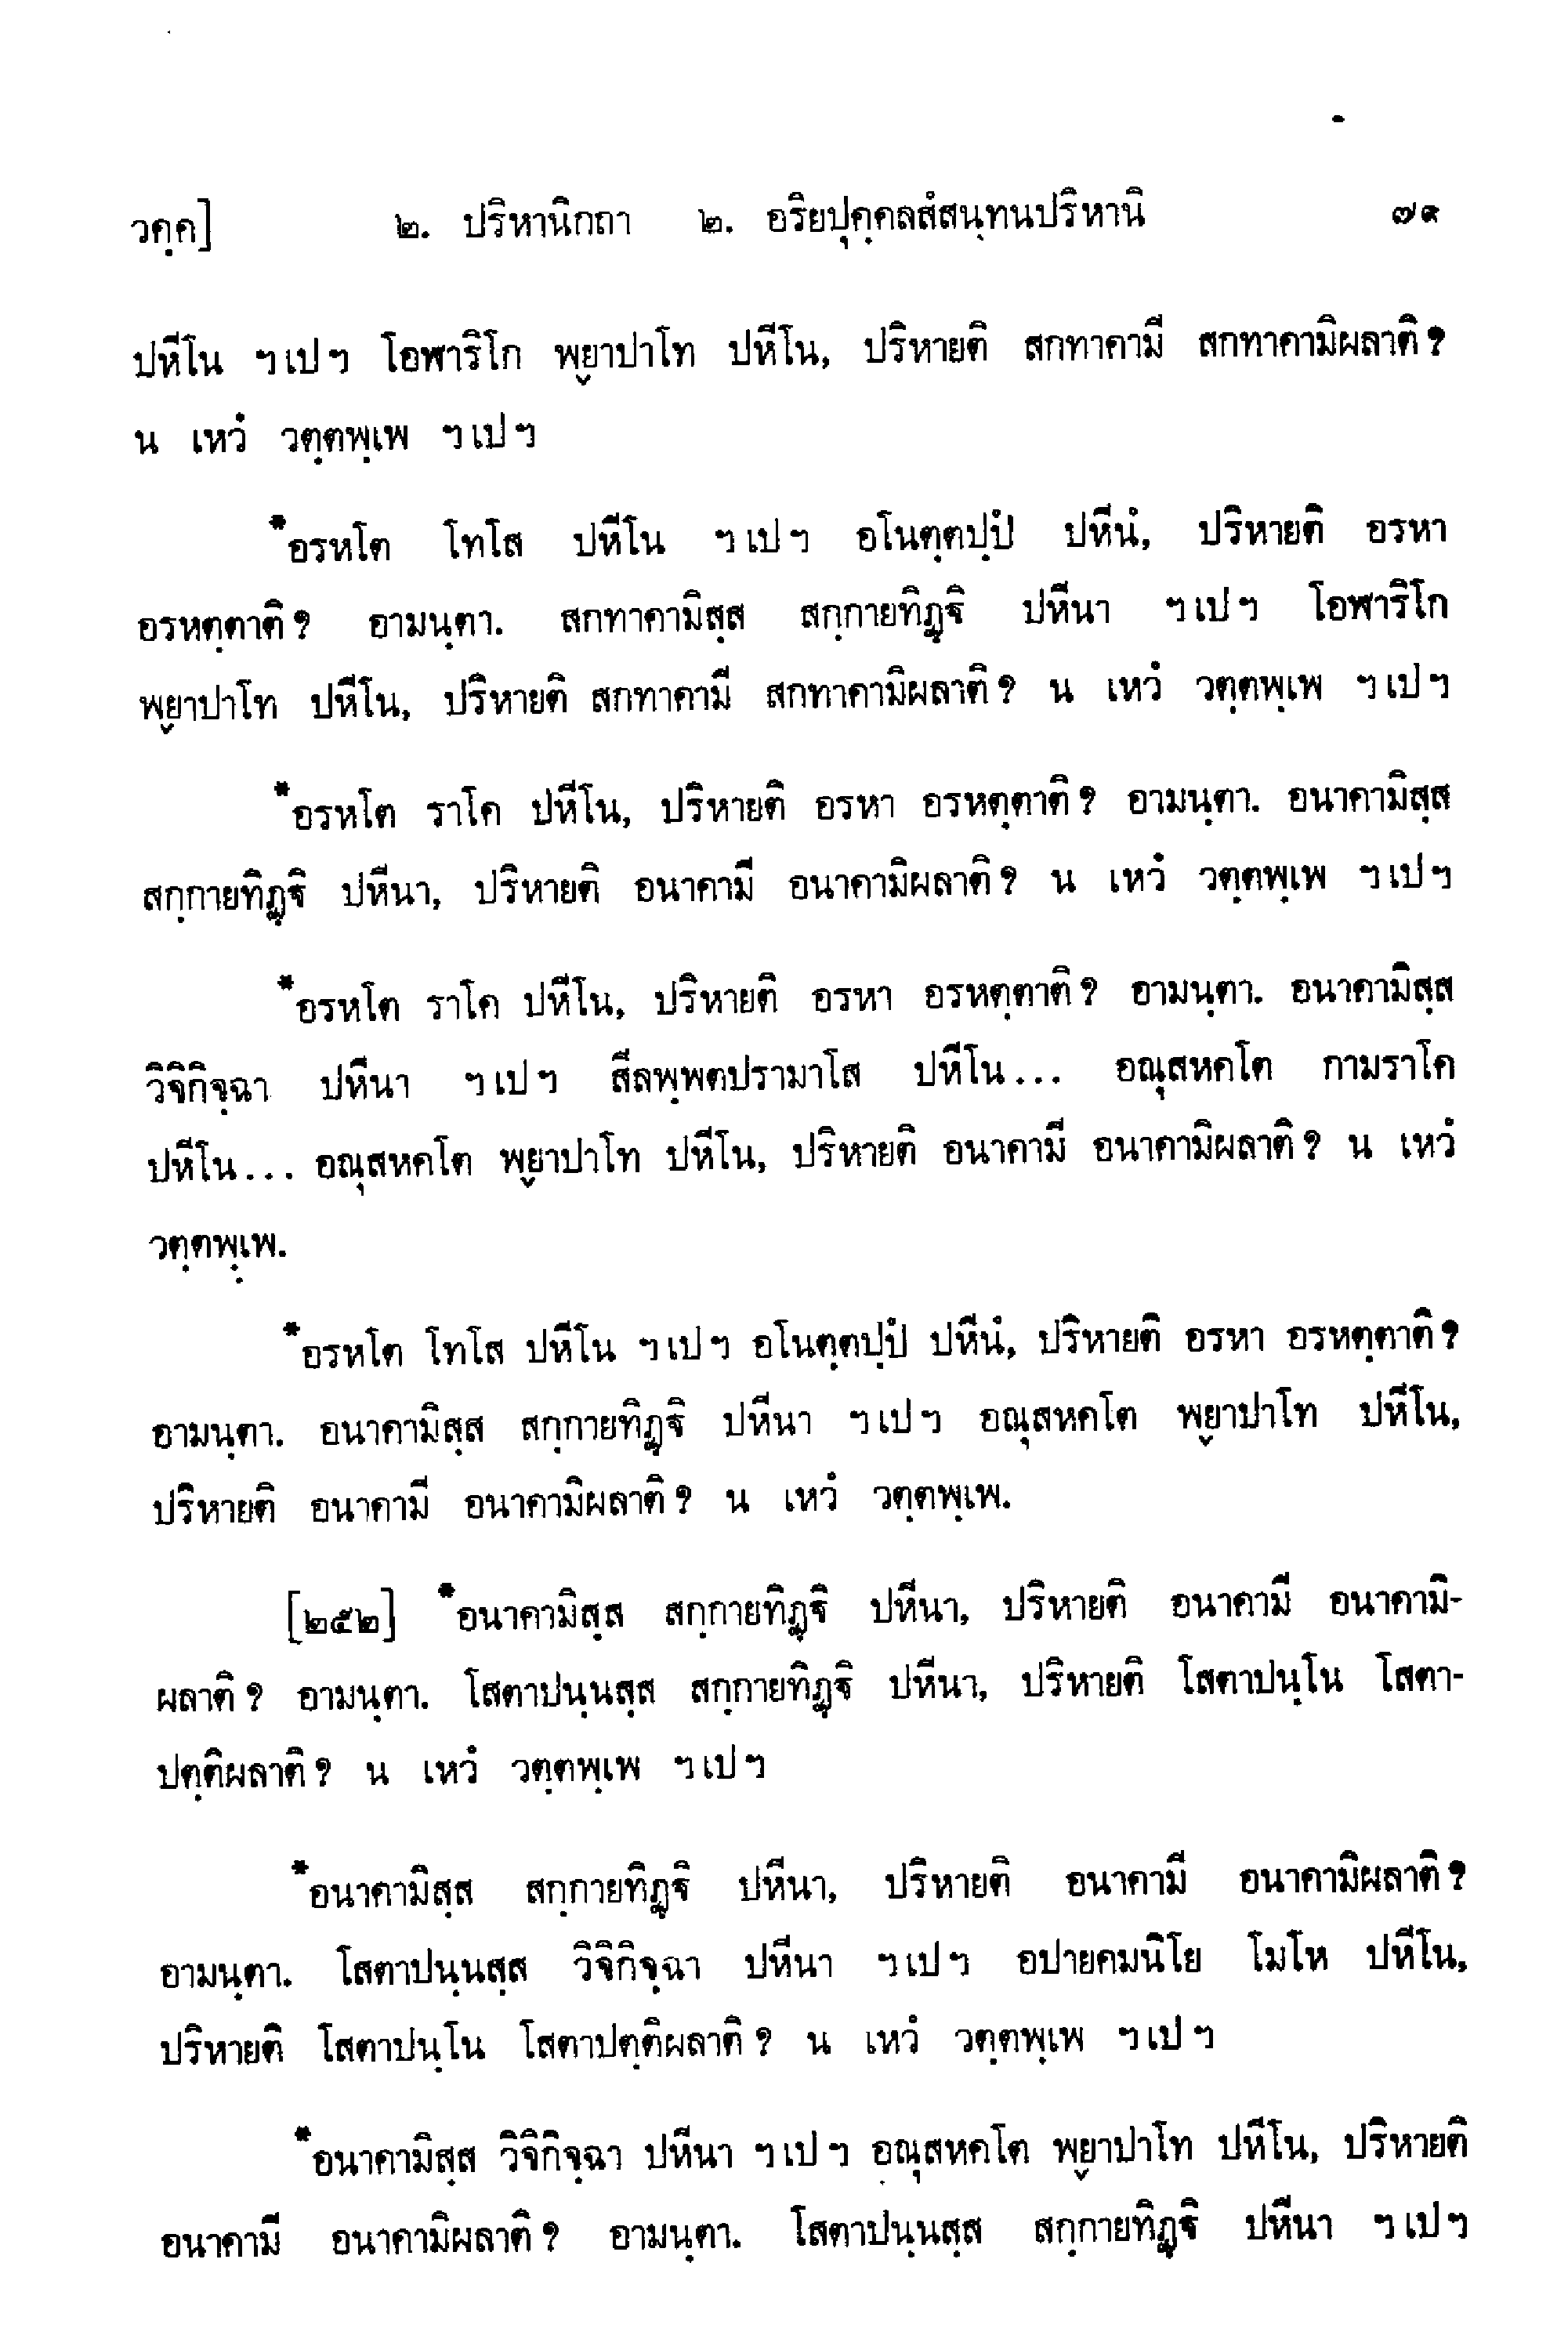 วคฺค] ๒. ปริหานิกถา ๒. อริยปุคฺคลสํสนฺทนปริหานิ ๗๙
ปหีโน ฯเปฯ โอฬาริโก พฺยาปาโท ปหีโน, ปริหายติ สกทาคามี สกทาคามิผลาติ?
น เหวํ วตฺตพฺเพ ฯเปฯ
*อรหโต โทโส ปหีโน ฯเปฯ อโนตฺตปฺปํ ปหีนํ, ปริหายติ อรหา
อรหตฺตาติ? อามนฺตา. สกทาคามิสฺส สกฺกายทิฏฺฐิ ปหีนา ฯเปฯ โอฬาริโก
พฺยาปาโท ปหีโน, ปริหายติ สกทาคามี สกทาคามิผลาติ? น เหวํ วตฺตพฺเพ ฯเปฯ
*อรหโต ราโค ปหีโน, ปริหายติ อรหา อรหตฺตาติ? อามนฺตา. อนาคามิสฺส
สกฺกายทิฏฺฐิ ปหีนา, ปริหายติ อนาคามี อนาคามิผลาติ? น เหวํ วตฺตพฺเพ ฯเปฯ
*อรหโต ราโค ปหีโน, ปริหายติ อรหา อรหตฺตาติ? อามนฺตา. อนาคามิสฺส
วิจิกิจฺฉา ปหีนา ฯเปฯ สีลพฺพตปรามาโส ปหีโน... อณุสหคโต กามราโค
ปหีโน... อณุสหคโต พฺยาปาโท ปหีโน, ปริหายติ อนาคามี อนาคามิผลาติ? น เหวํ
วตฺตพฺเพ.
*อรหโต โทโส ปหีโน ฯเปฯ อโนตฺตปฺปํ ปหีนํ, ปริหายติ อรหา อรหตฺตาติ?
อามนฺตา. อนาคามิสฺส สกฺกายทิฏฺฐิ ปหีนา ฯเปฯ อณุสหคโต พฺยาปาโท ปหีโน,
ปริหายติ อนาคามี อนาคามิผลาติ? น เหวํ วตฺตพฺเพ.
[๒๕๒] *อนาคามิสฺส สกฺกายทิฏฺฐิ ปหีนา, ปริหายติ อนาคามี อนาคามิ-
ผลาติ? อามนฺตา. โสตาปนฺนสฺส สกฺกายทิฏฺฐิ ปหีนา, ปริหายติ โสตาปนฺโน โสตา-
ปตฺติผลาติ? น เหวํ วตฺตพฺเพ ฯเปฯ
*อนาคามิสฺส สกฺกายทิฏฺฐิ ปหีนา, ปริหายติ อนาคามี อนาคามิผลาติ?
อามนฺตา. โสตาปนฺนสฺส วิจิกิจฺฉา ปหีนา ฯเปฯ อปายคมนิโย โมโห ปหีโน,
ปริหายติ โสตาปนฺโน โสตาปตฺติผลาติ? น เหวํ วตฺตพฺเพ ฯเปฯ
*อนาคามิสฺส วิจิกิจฺฉา ปหีนา ฯเปฯ อณุสหคโต พฺยาปาโท ปหีโน, ปริหายติ
อนาคามี อนาคามิผลาติ? อามนฺตา. โสตาปนฺนสฺส สกฺกายทิฏฺฐิ ปหีนา ฯเปฯ